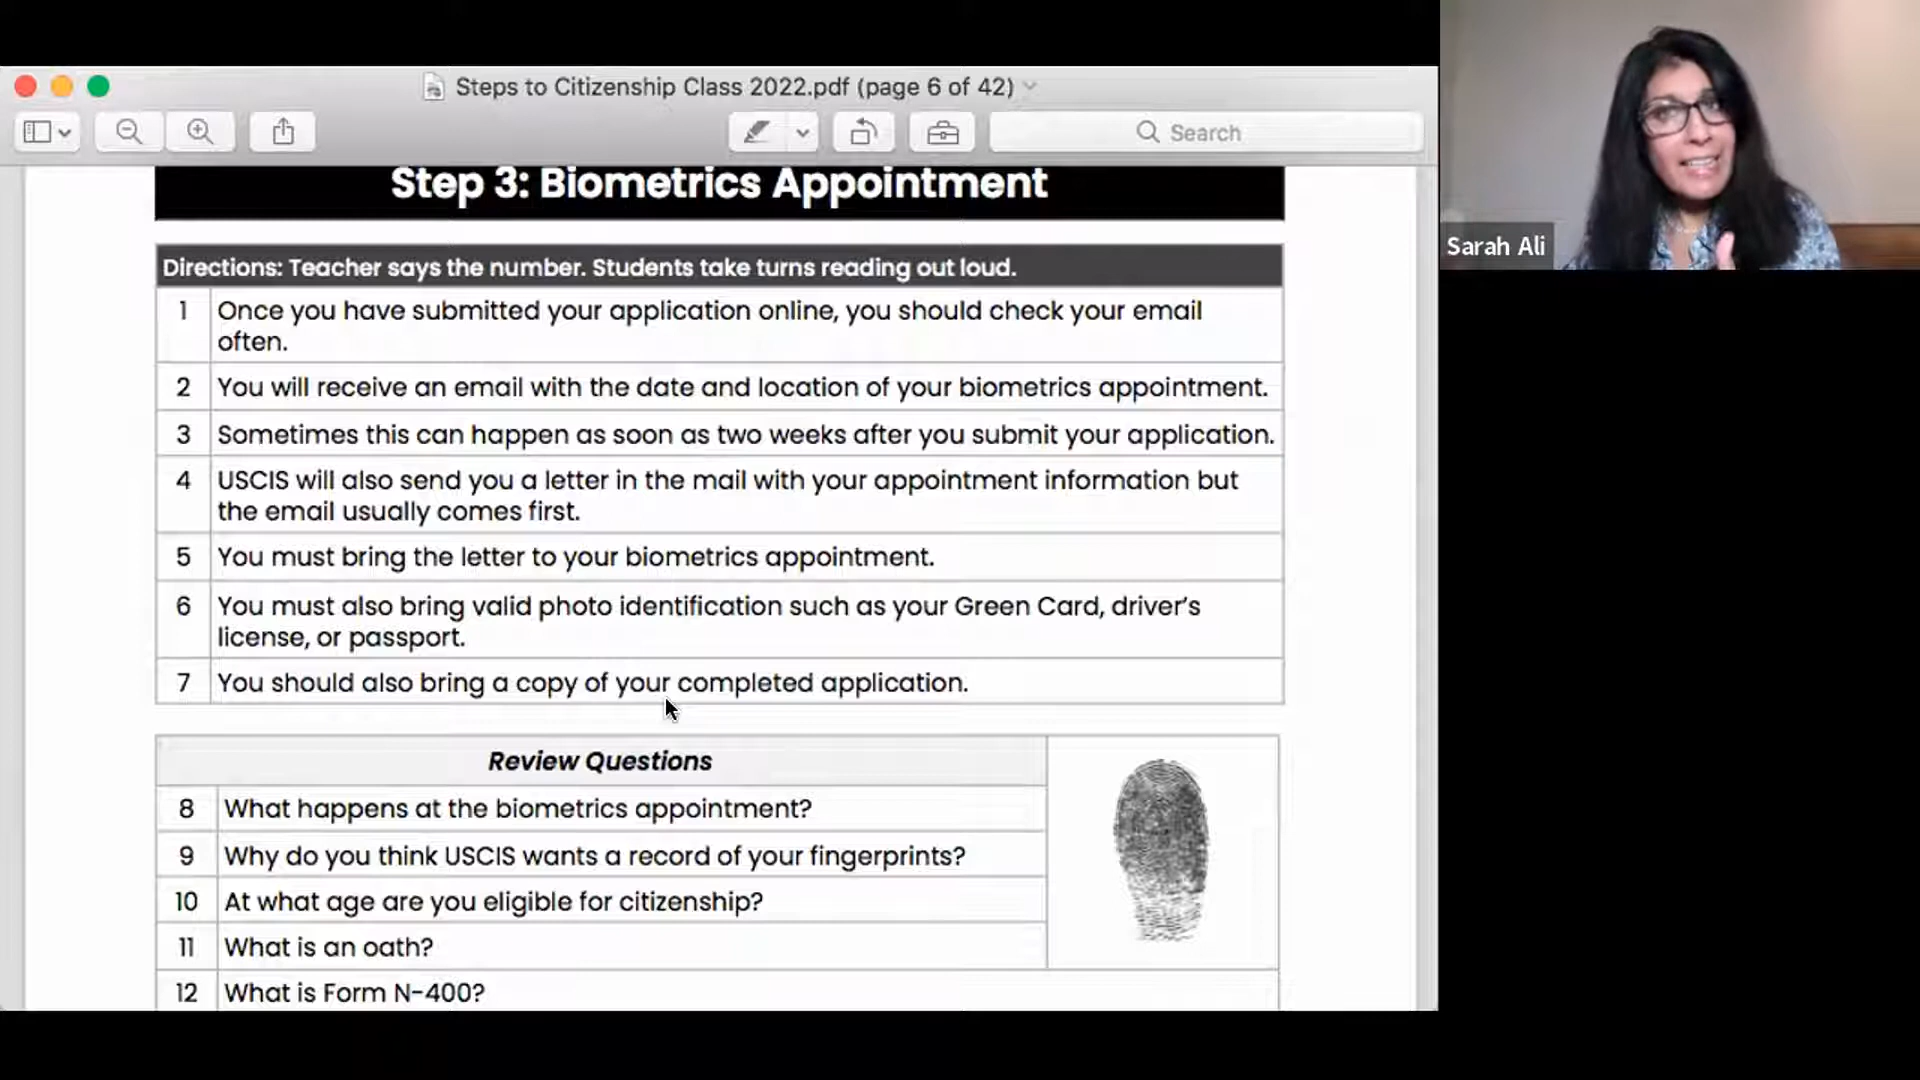 Steps to Citizenship Class 2022.pdf (page 6 of 42)
Search
Sarah Ali
Step 3: Biometrics Appointment
Directions: Teacher says the number. Students take turns reading out loud.
1 Once you have submitted your application online, you should check your email
often.
2 You will receive an email with the date and location of your biometrics appointment.
3 Sometimes this can happen as soon as two weeks after you submit your application.
4 USCIS will also send you a letter in the mail with your appointment information but
the email usually comes first.
5 You must bring the letter to your biometrics appointment.
6 You must also bring valid photo identification such as your Green Card, driver's
license, or passport.
7 You should also bring a copy of your completed application.
Review Questions
8 What happens at the biometrics appointment?
9 Why do you think USCIS wants a record of your fingerprints?
10 At what age are you eligible for citizenship?
11 What is an oath?
12 What is Form N-400?